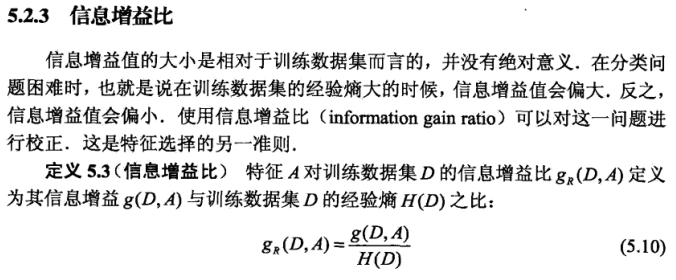 5.2.3 信息增益比
信息增益值的大小是相对于训练数据集而言的，并没有绝对意义．在分类问
题困难时，也就是说在训练数据集的经验熵大的时候，信息增益值会偏大．反之，
信息增益值会偏小．使用信息增益比（information gain ratio）可以对这一问题进
行校正．这是特征选择的另一准则．
定义 5.3（信息增益比） 特征 A 对训练数据集 D 的信息增益比 g_R(D,A) 定义
为其信息增益 g(D,A) 与训练数据集 D 的经验熵 H(D) 之比：
g_R(D,A)=g(D,A)/H(D) (5.10)